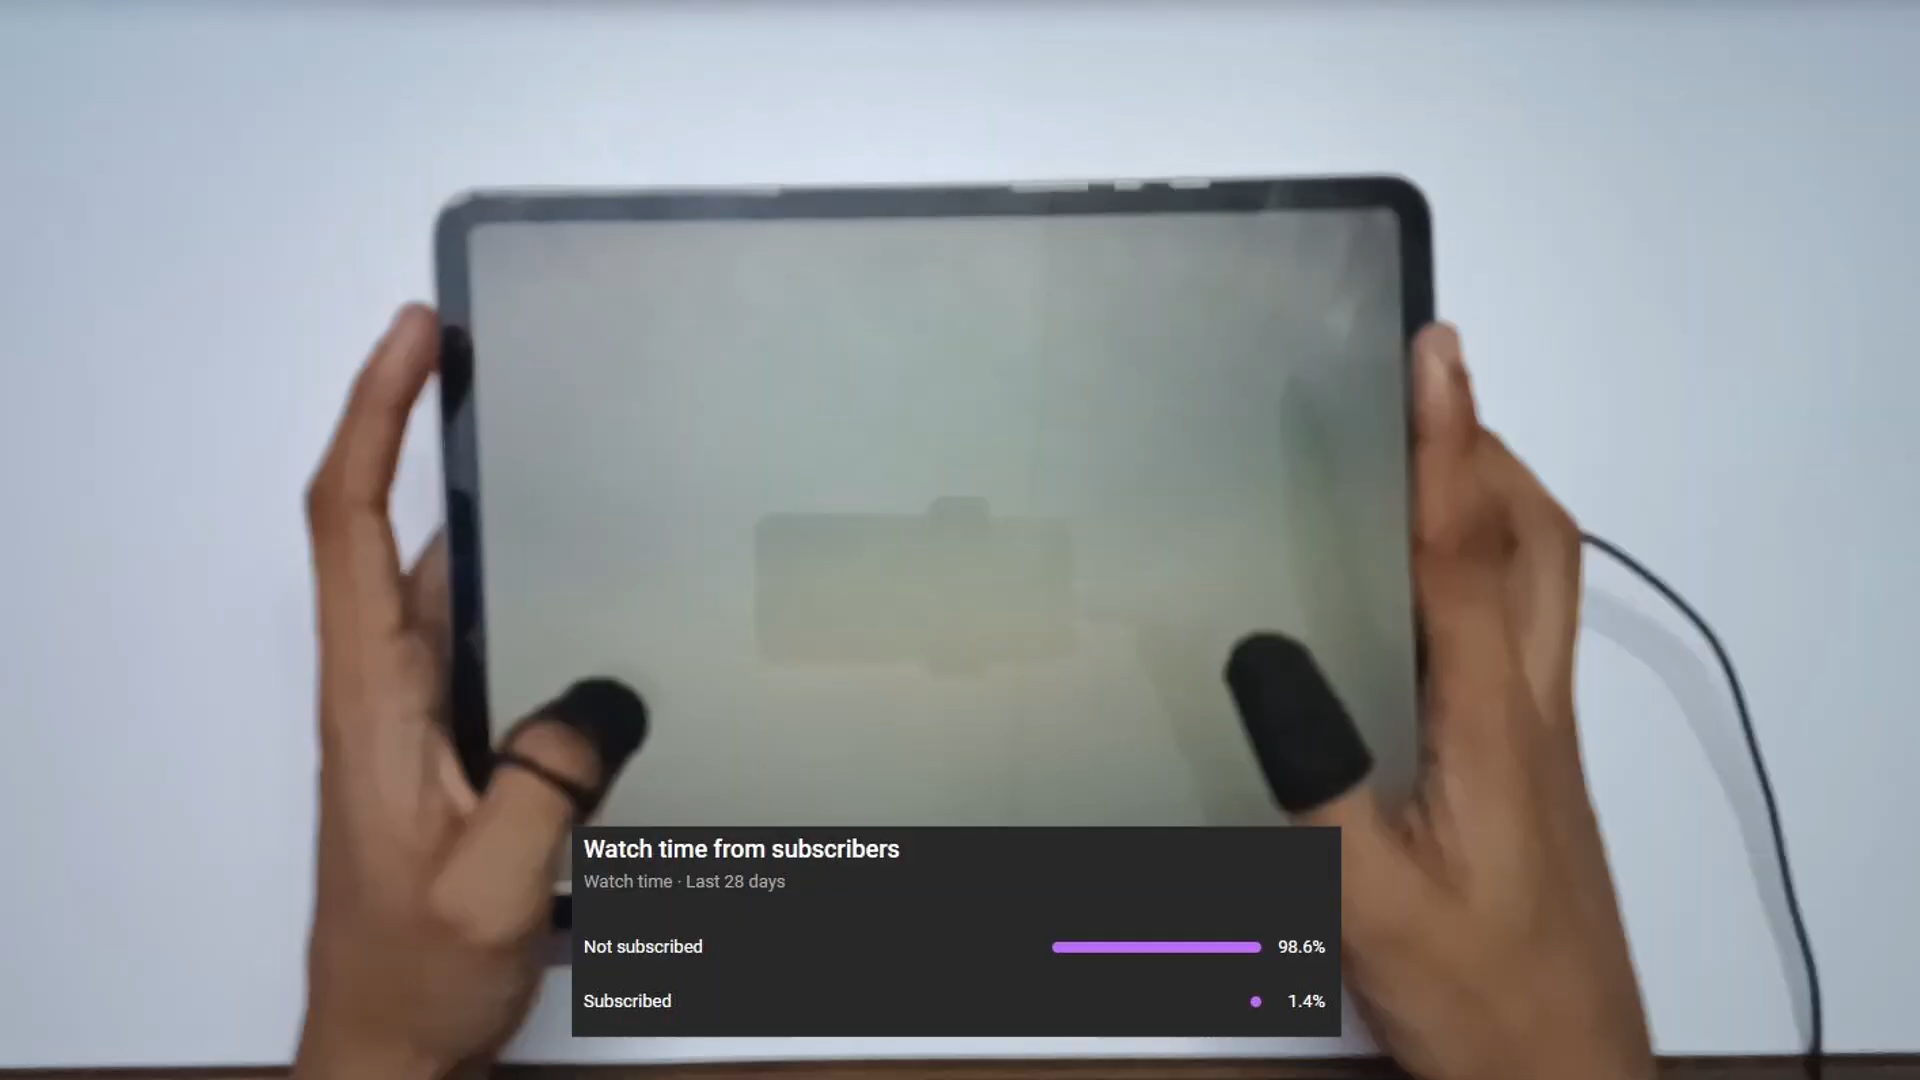 Watch time from subscribers
Watch time · Last 28 days
Not subscribed 98.6%
Subscribed 1.4%